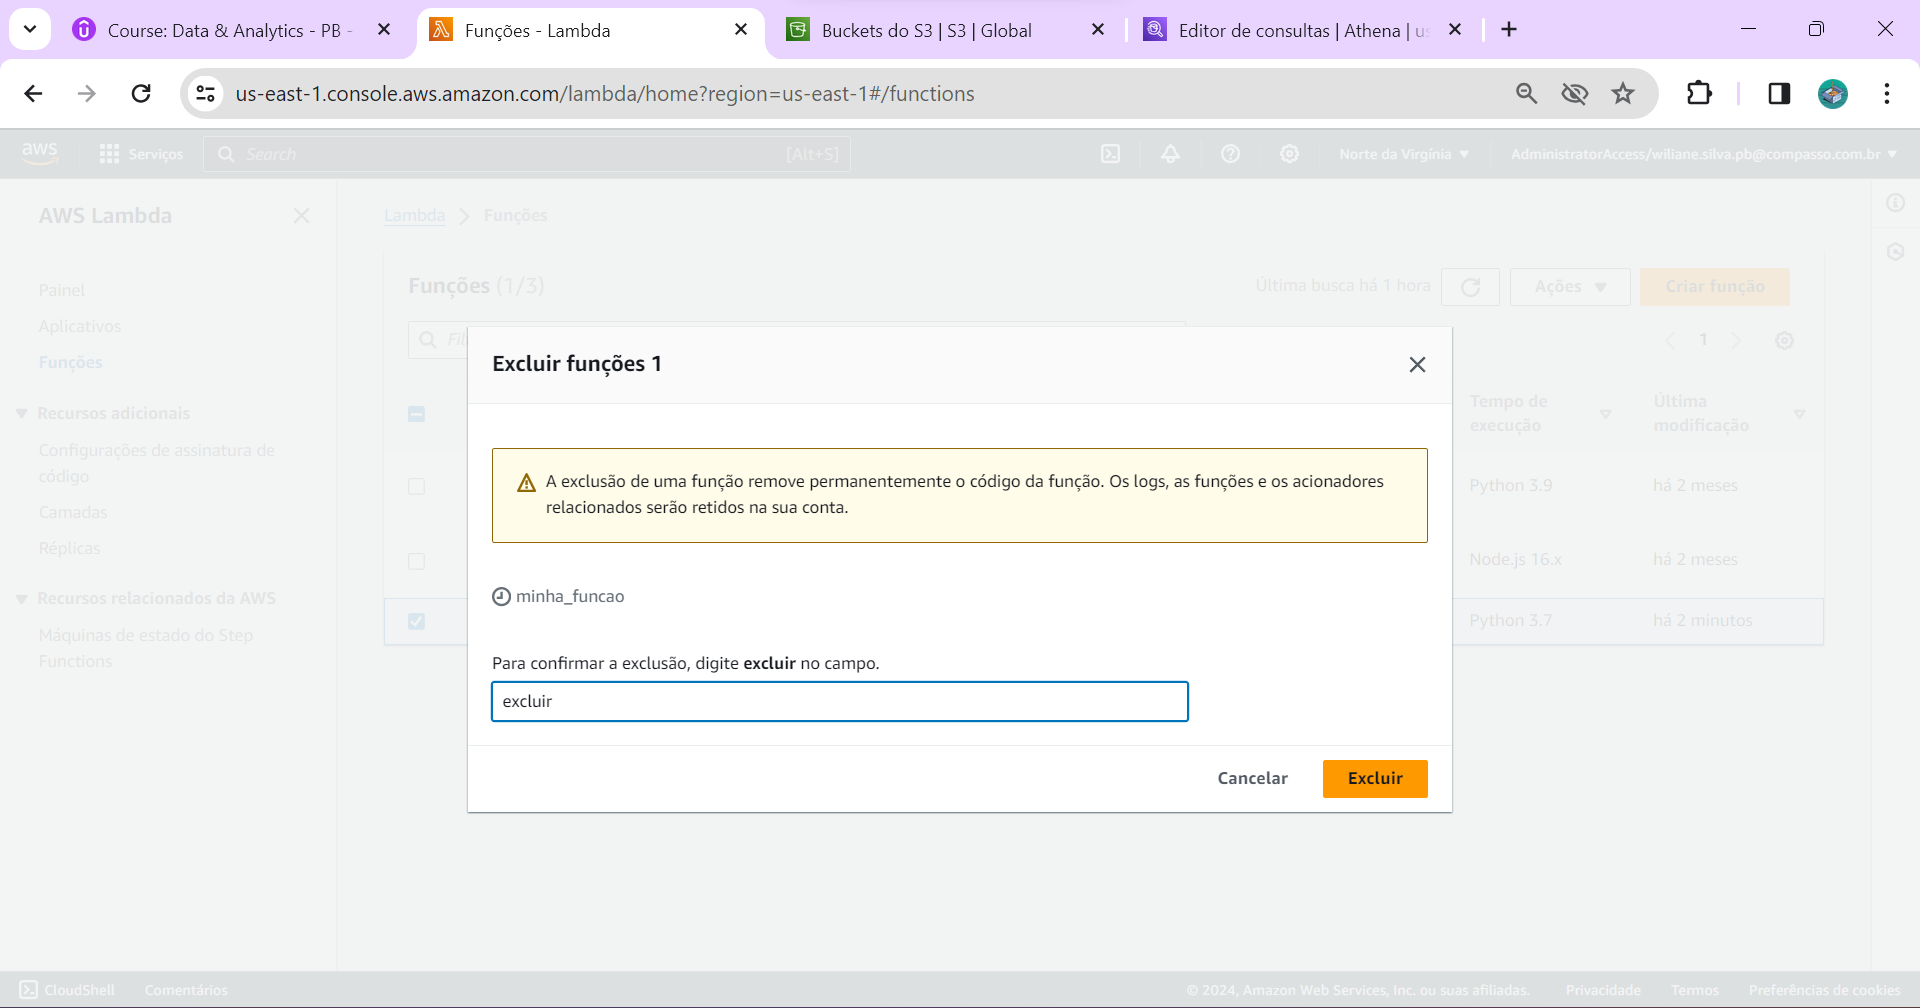 Course: Data & Analytics - PB -
Funções - Lambda
Buckets do S3 | S3 | Global
Editor de consultas | Athena | us
us-east-1.console.aws.amazon.com/lambda/home?region=us-east-1#/functions
aws
Serviços
Search
[Alt+S]
Norte da Virgínia
AdministratorAccess/wiliane.silva.pb@compasso.com.br
AWS Lambda
Lambda
Funções
Painel
Aplicativos
Funções
Recursos adicionais
Configurações de assinatura de
código
Camadas
Réplicas
Recursos relacionados da AWS
Máquinas de estado do Step
Functions
Funções (1/3)
Última busca há 1 hora
Ações
Criar função
Fil
1
Tempo de
execução
Última
modificação
Python 3.9
há 2 meses
Node.js 16.x
há 2 meses
Python 3.7
há 2 minutos
Excluir funções 1
A exclusão de uma função remove permanentemente o código da função. Os logs, as funções e os acionadores
relacionados serão retidos na sua conta.
minha_funcao
Para confirmar a exclusão, digite excluir no campo.
excluir
Cancelar
Excluir
CloudShell
Comentários
© 2024, Amazon Web Services, Inc. ou suas afiliadas.
Privacidade
Termos
Preferências de cookies